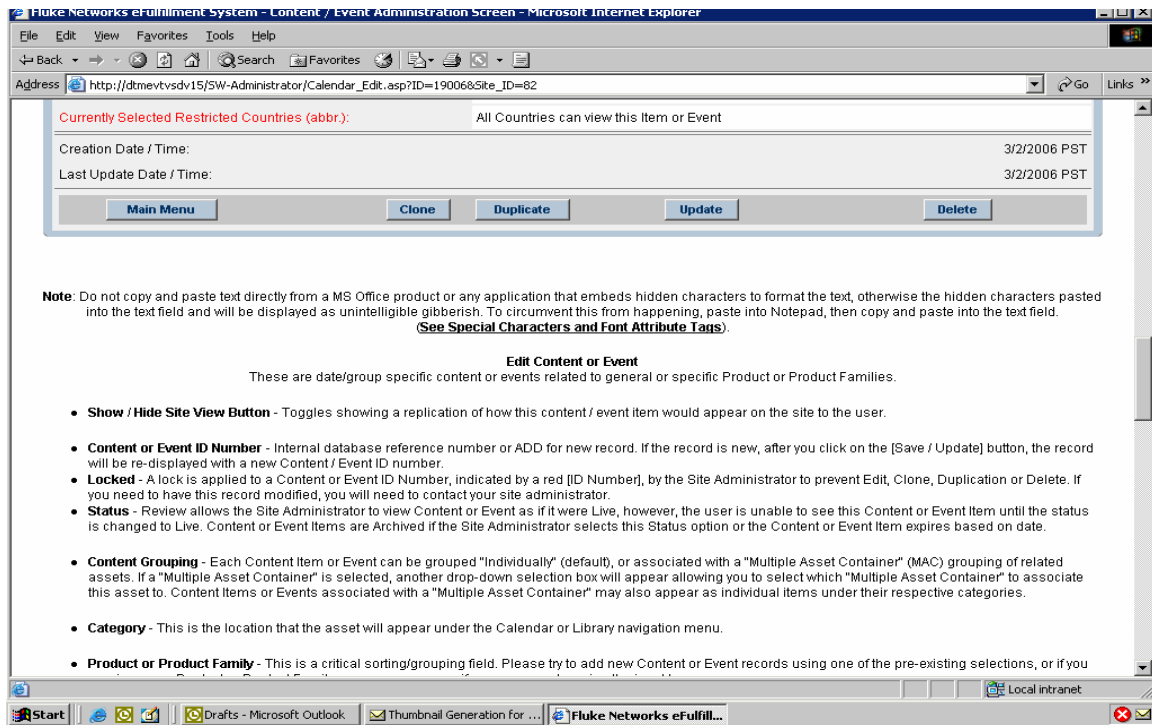 Fluke Networks eFulfillment System - Content / Event Administration Screen - Microsoft Internet Explorer
File Edit View Favorites Tools Help
Back Search Favorites
Address http://dtmevtvsdv15/SW-Administrator/Calendar_Edit.asp?ID=19006&Site_ID=82 Go Links »
Currently Selected Restricted Countries (abbr.): All Countries can view this Item or Event
Creation Date / Time: 3/2/2006 PST
Last Update Date / Time: 3/2/2006 PST
Main Menu Clone Duplicate Update Delete
Note: Do not copy and paste text directly from a MS Office product or any application that embeds hidden characters to format the text, otherwise the hidden characters pasted
into the text field and will be displayed as unintelligible gibberish. To circumvent this from happening, paste into Notepad, then copy and paste into the text field.
(See Special Characters and Font Attribute Tags).
Edit Content or Event
These are date/group specific content or events related to general or specific Product or Product Families.
• Show / Hide Site View Button - Toggles showing a replication of how this content / event item would appear on the site to the user.
• Content or Event ID Number - Internal database reference number or ADD for new record. If the record is new, after you click on the [Save / Update] button, the record
will be re-displayed with a new Content / Event ID number.
• Locked - A lock is applied to a Content or Event ID Number, indicated by a red [ID Number], by the Site Administrator to prevent Edit, Clone, Duplication or Delete. If
you need to have this record modified, you will need to contact your site administrator.
• Status - Review allows the Site Administrator to view Content or Event as if it were Live, however, the user is unable to see this Content or Event Item until the status
is changed to Live. Content or Event Items are Archived if the Site Administrator selects this Status option or the Content or Event Item expires based on date.
• Content Grouping - Each Content Item or Event can be grouped "Individually" (default), or associated with a "Multiple Asset Container" (MAC) grouping of related
assets. If a "Multiple Asset Container" is selected, another drop-down selection box will appear allowing you to select which "Multiple Asset Container" to associate
this asset to. Content Items or Events associated with a "Multiple Asset Container" may also appear as individual items under their respective categories.
• Category - This is the location that the asset will appear under the Calendar or Library navigation menu.
• Product or Product Family - This is a critical sorting/grouping field. Please try to add new Content or Event records using one of the pre-existing selections, or if you
Local intranet
Start Drafts - Microsoft Outlook Thumbnail Generation for ... Fluke Networks eFulfill...